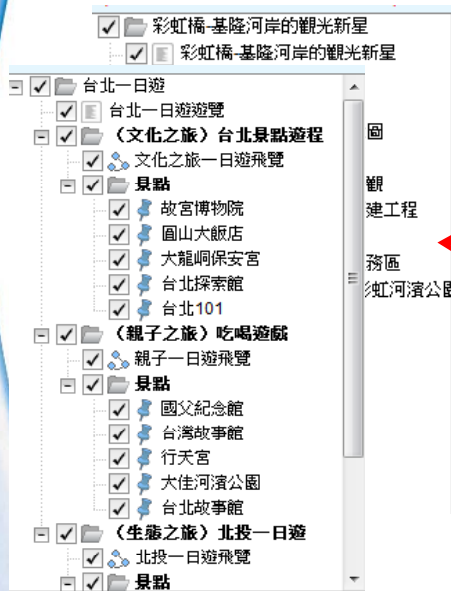 彩虹橋-基隆河岸的觀光新星
彩虹橋-基隆河岸的觀光新星
台北一日遊
台北一日遊遊覽
（文化之旅）台北景點遊程
文化之旅一日遊飛覽
景點
故宮博物院
圓山大飯店
大龍峒保安宮
台北探索館
台北101
（親子之旅）吃喝遊戲
親子一日遊飛覽
景點
國父紀念館
台灣故事館
行天宮
大佳河濱公園
台北故事館
（生態之旅）北投一日遊
北投一日遊飛覽
景點
圖
觀
建工程
務區
彩虹河濱公園